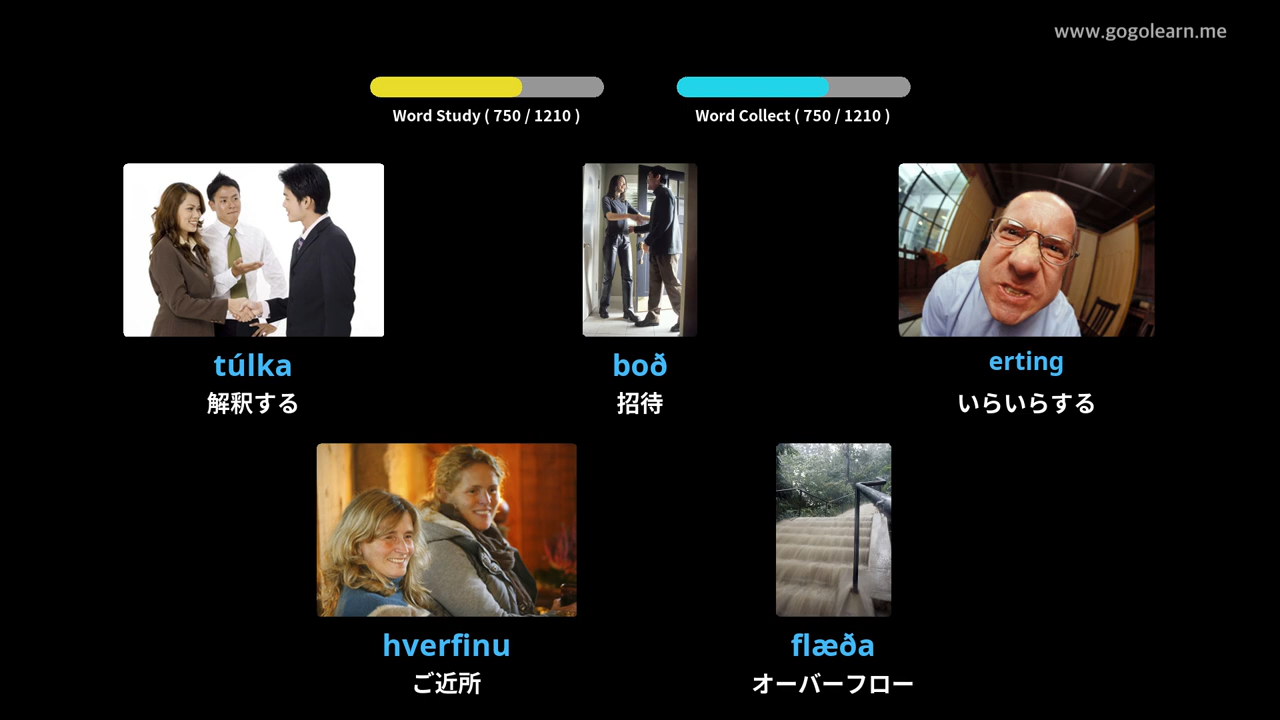 www.gogolearn.me
Word Study ( 750 / 1210 )
Word Collect ( 750 / 1210 )
túlka
解釈する
boð
招待
erting
いらいらする
hverfinu
ご近所
flæða
オーバーフロー